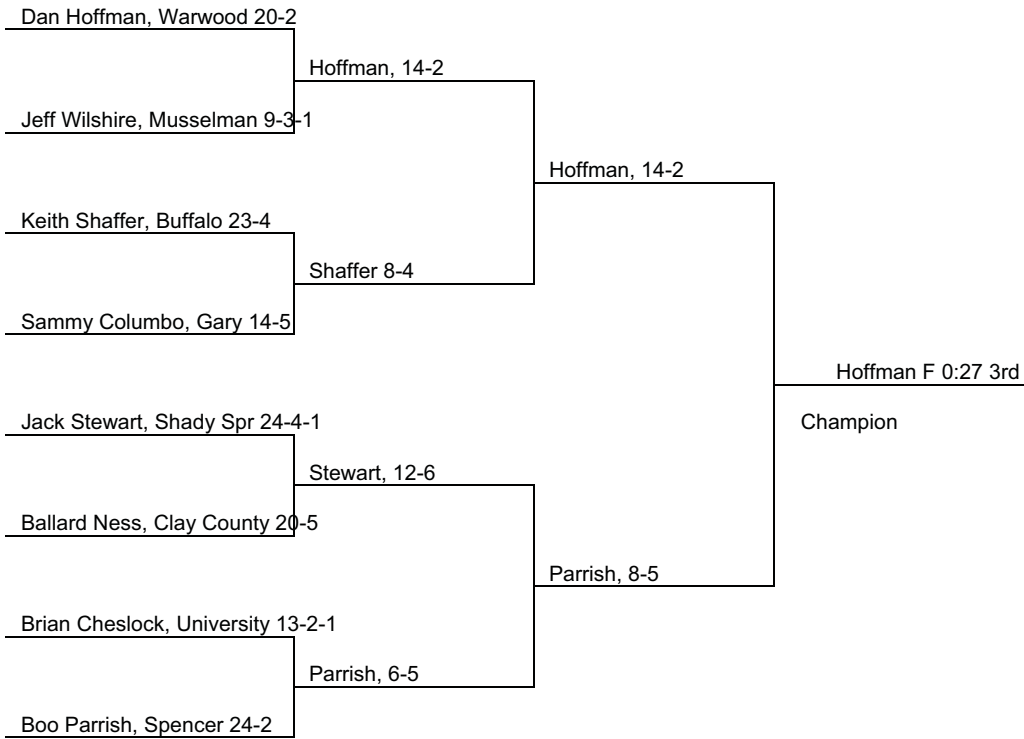 Dan Hoffman, Warwood 20-2
Hoffman, 14-2
Jeff Wilshire, Musselman 9-3-1
Hoffman, 14-2
Keith Shaffer, Buffalo 23-4
Shaffer 8-4
Sammy Columbo, Gary 14-5
Hoffman F 0:27 3rd
Jack Stewart, Shady Spr 24-4-1
Champion
Stewart, 12-6
Ballard Ness, Clay County 20-5
Parrish, 8-5
Brian Cheslock, University 13-2-1
Parrish, 6-5
Boo Parrish, Spencer 24-2